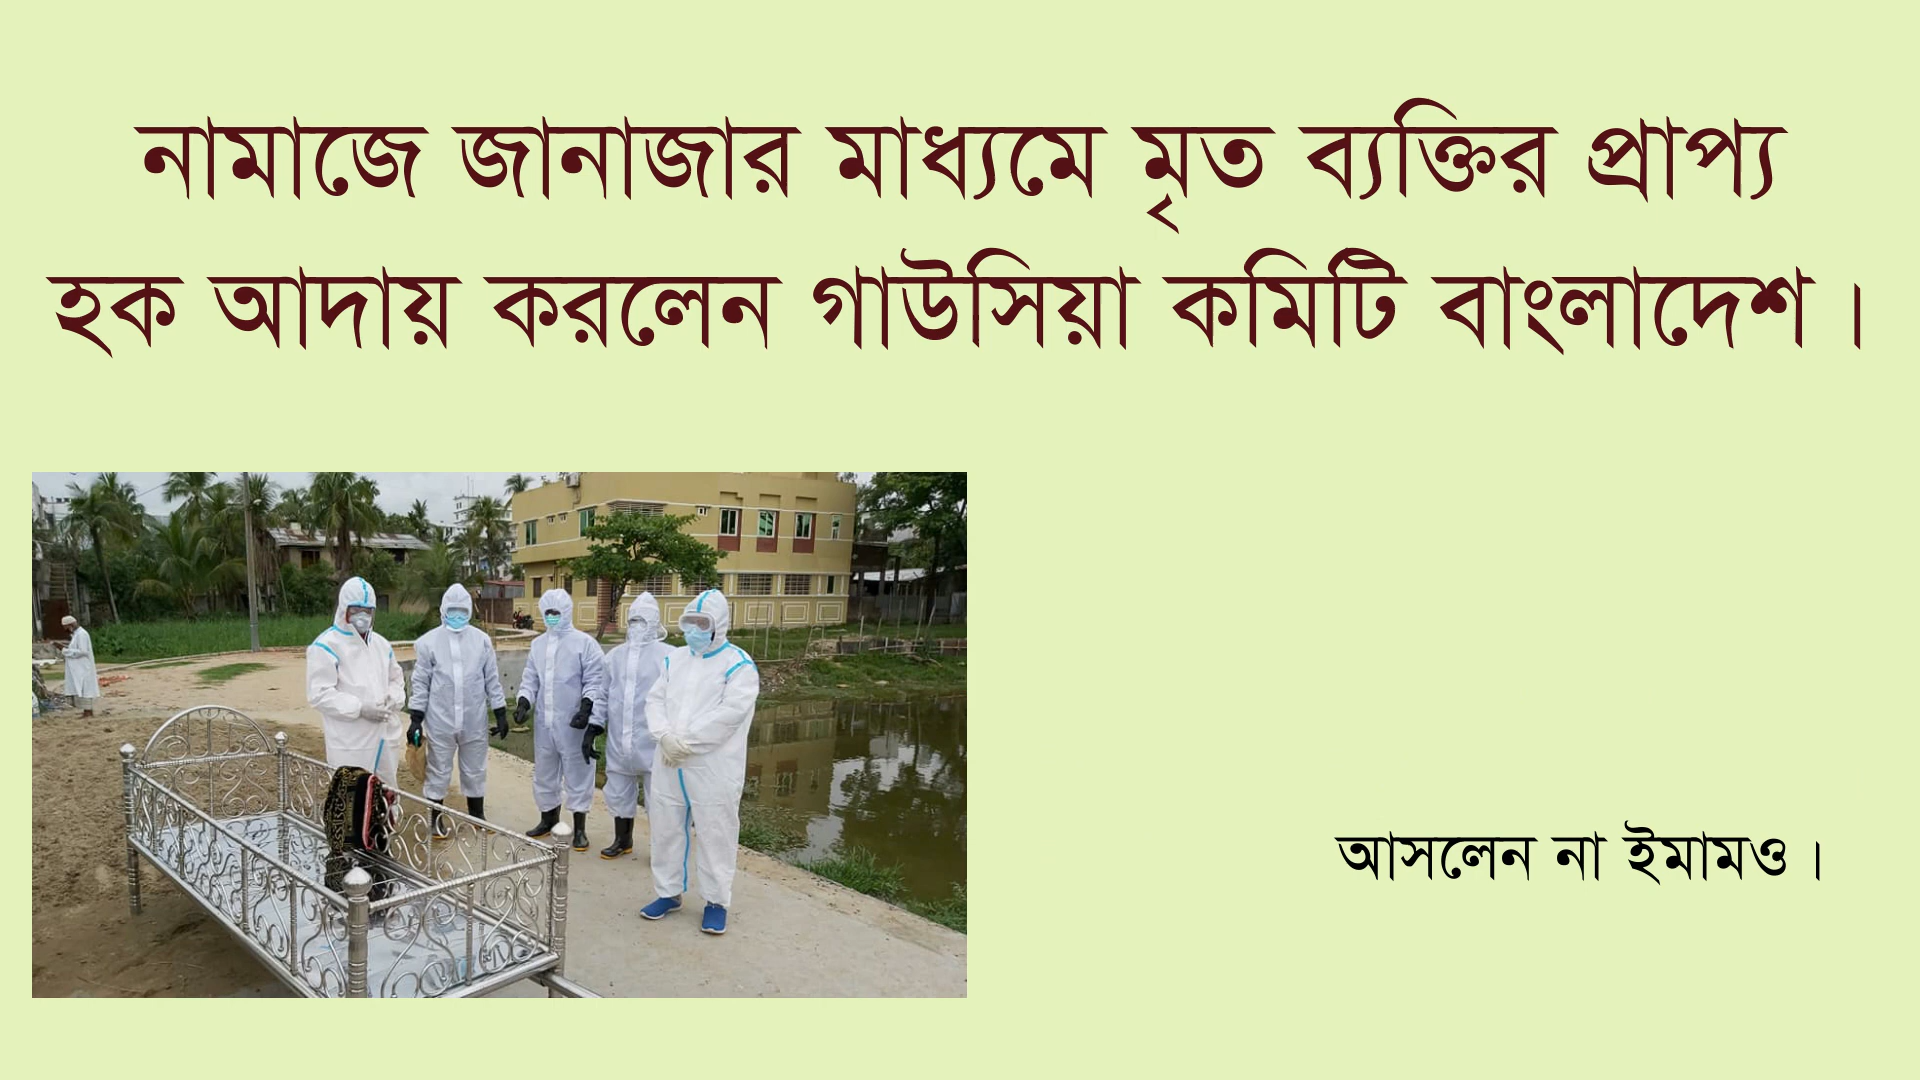 নামাজে জানাজার মাধ্যমে মৃত ব্যক্তির প্রাপ্য
হক আদায় করলেন গাউসিয়া কমিটি বাংলাদেশ।
আসলেন না ইমামও।